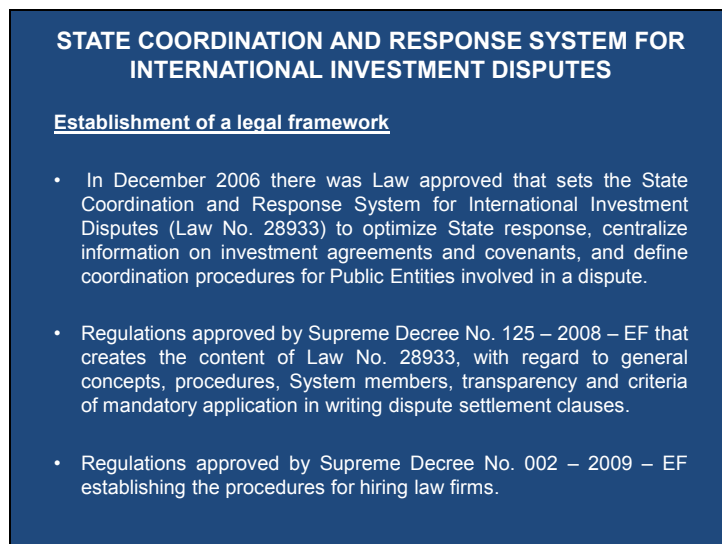 STATE COORDINATION AND RESPONSE SYSTEM FOR
INTERNATIONAL INVESTMENT DISPUTES
Establishment of a legal framework
• In December 2006 there was Law approved that sets the State
Coordination and Response System for International Investment
Disputes (Law No. 28933) to optimize State response, centralize
information on investment agreements and covenants, and define
coordination procedures for Public Entities involved in a dispute.
• Regulations approved by Supreme Decree No. 125 – 2008 – EF that
creates the content of Law No. 28933, with regard to general
concepts, procedures, System members, transparency and criteria
of mandatory application in writing dispute settlement clauses.
• Regulations approved by Supreme Decree No. 002 – 2009 – EF
establishing the procedures for hiring law firms.